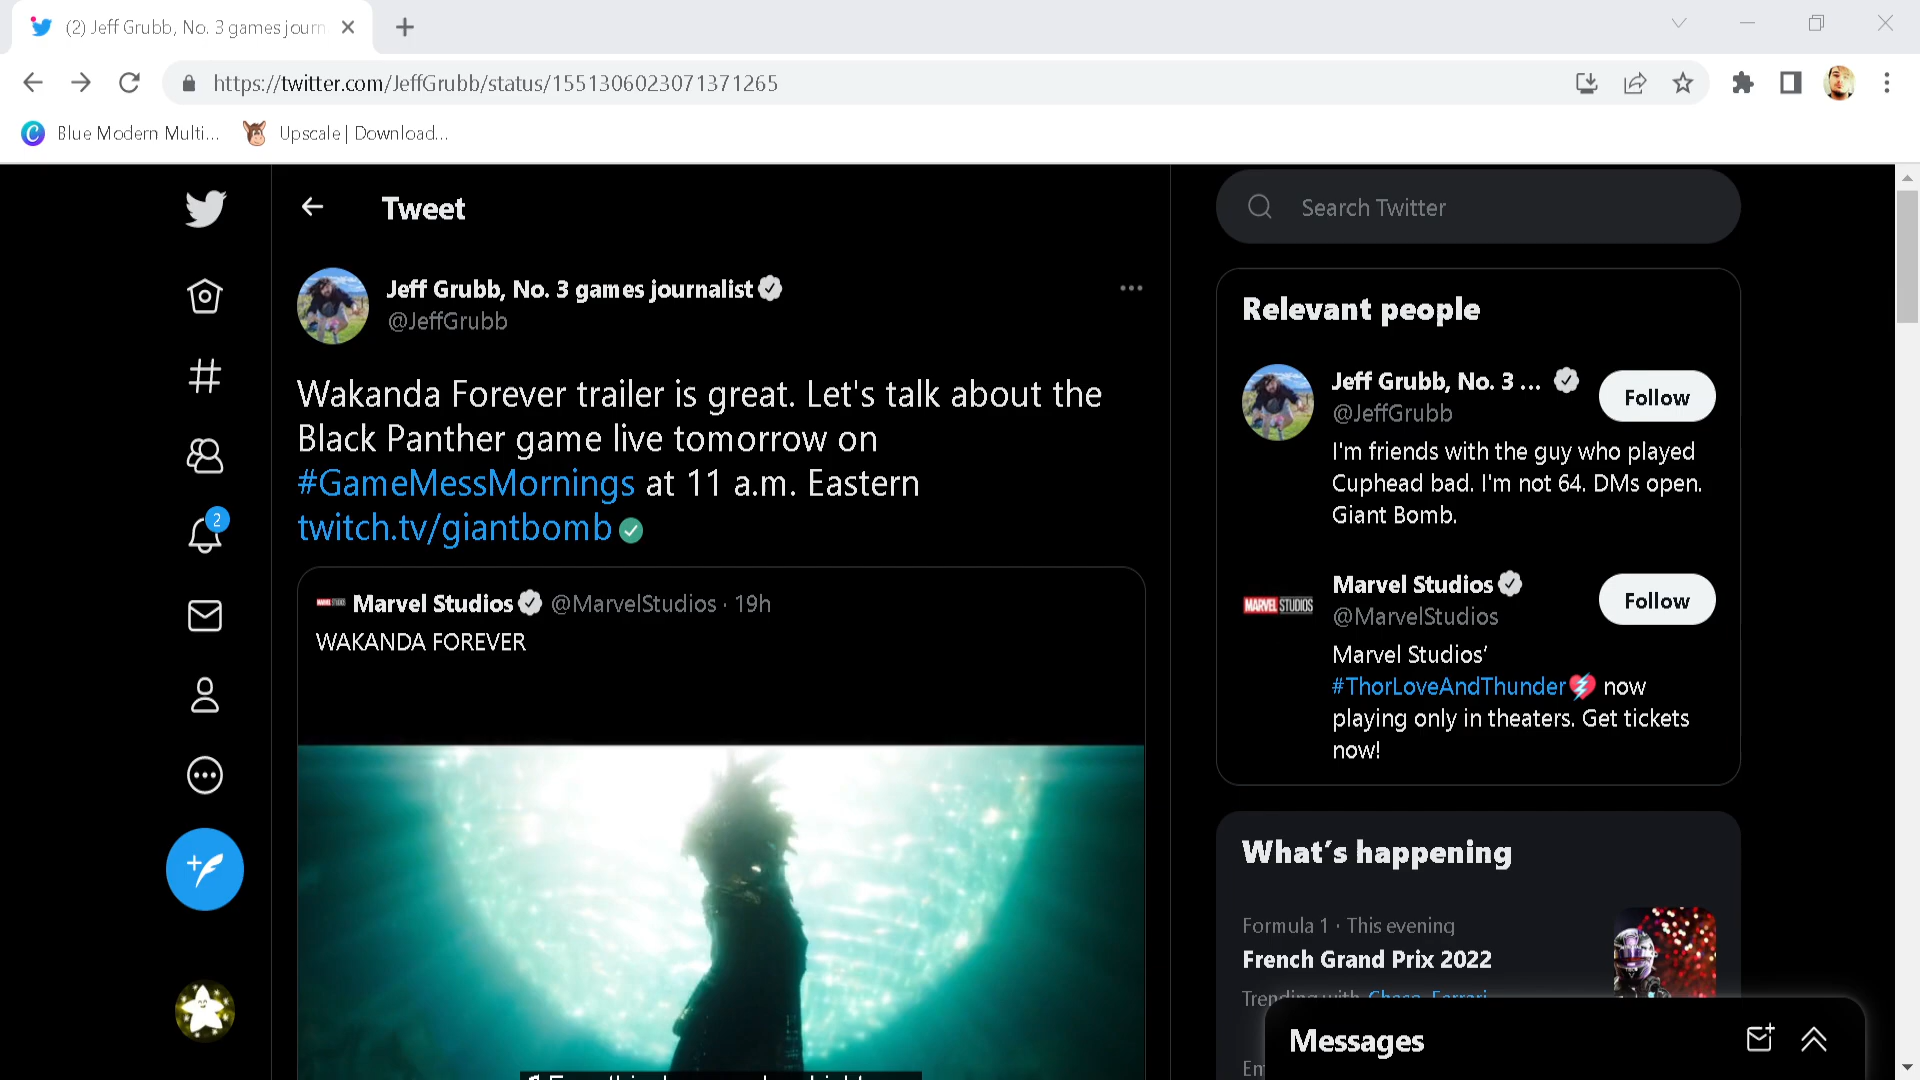 (2) Jeff Grubb, No. 3 games journ
https://twitter.com/JeffGrubb/status/1551306023071371265
Blue Modern Multi...
Upscale | Download...
Tweet
Search Twitter
Jeff Grubb, No. 3 games journalist
@JeffGrubb
Wakanda Forever trailer is great. Let's talk about the
Black Panther game live tomorrow on
#GameMessMornings at 11 a.m. Eastern
twitch.tv/giantbomb
2
Marvel Studios @MarvelStudios · 19h
WAKANDA FOREVER
Relevant people
Jeff Grubb, No. 3 ...
@JeffGrubb
Follow
I'm friends with the guy who played
Cuphead bad. I'm not 64. DMs open.
Giant Bomb.
MARVEL STUDIOS
Marvel Studios
@MarvelStudios
Follow
Marvel Studios’
#ThorLoveAndThunder now
playing only in theaters. Get tickets
now!
What’s happening
Formula 1 · This evening
French Grand Prix 2022
Trending with
Messages